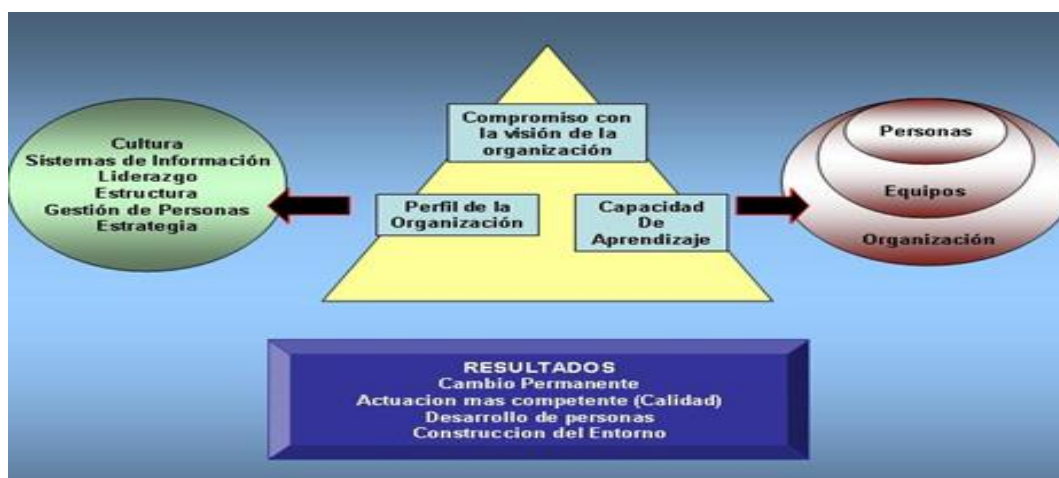 Compromiso con
la visión de la
organización
Cultura
Sistemas de Información
Liderazgo
Estructura
Gestión de Personas
Estrategia
Perfil de la
Organización
Capacidad
De
Aprendizaje
Personas
Equipos
Organización
RESULTADOS
Cambio Permanente
Actuacion mas competente (Calidad)
Desarrollo de personas
Construccion del Entorno